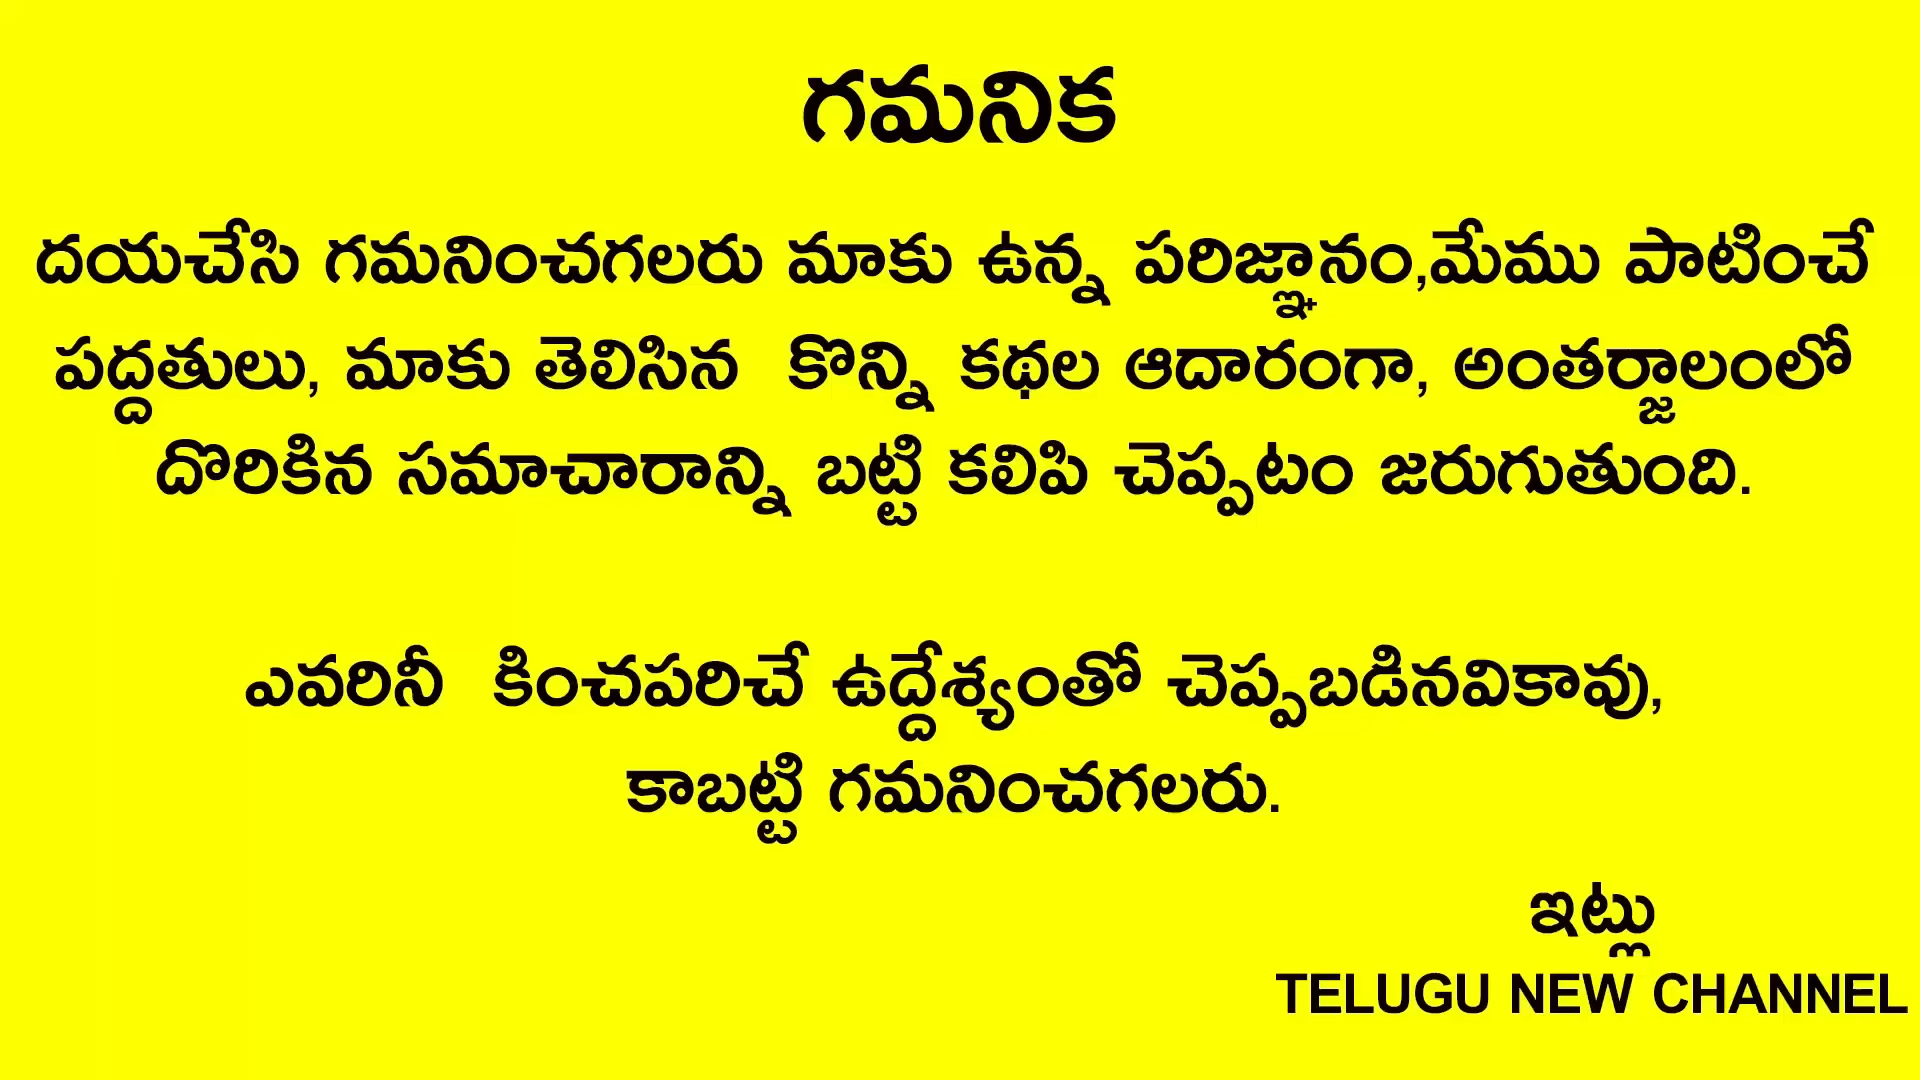 గమనిక
దయచేసి గమనించగలరు మాకు ఉన్న పరిజ్ఞానం,మేము పాటించే
పద్దతులు, మాకు తెలిసిన కొన్ని కథల ఆదారంగా, అంతర్జాలంలో
దొరికిన సమాచారాన్ని బట్టి కలిపి చెప్పటం జరుగుతుంది.
ఎవరినీ కించపరిచే ఉద్దేశ్యంతో చెప్పబడినవికావు,
కాబట్టి గమనించగలరు.
ఇట్లు
TELUGU NEW CHANNEL